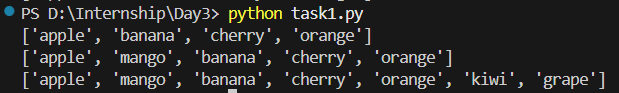 PS D:\Internship\Day3> python task1.py
['apple', 'banana', 'cherry', 'orange']
['apple', 'mango', 'banana', 'cherry', 'orange']
['apple', 'mango', 'banana', 'cherry', 'orange', 'kiwi', 'grape']